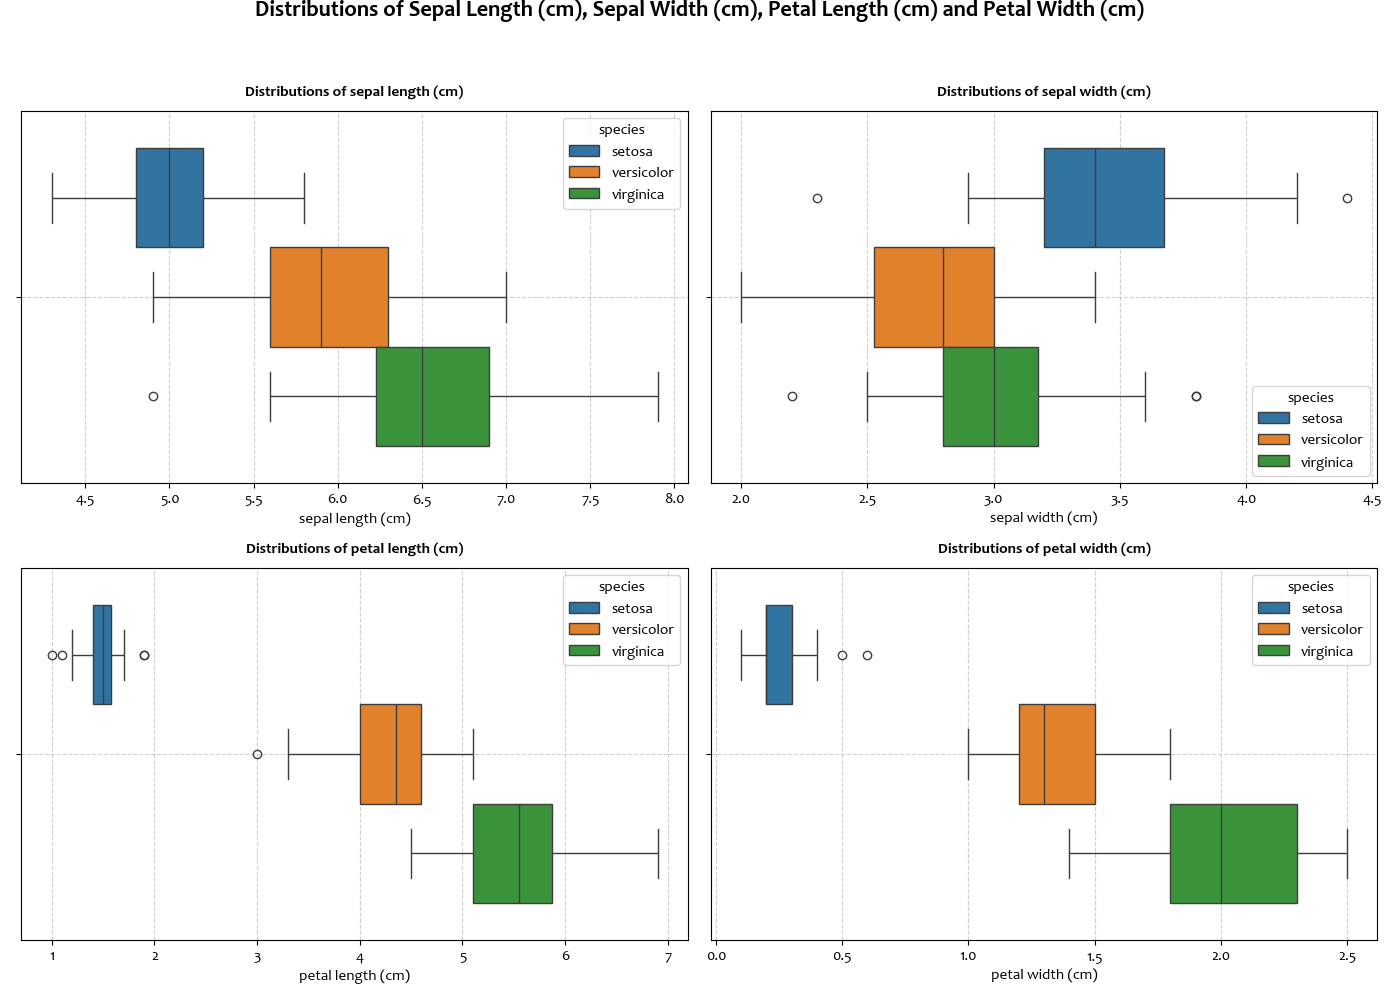 Distributions of Sepal Length (cm), Sepal Width (cm), Petal Length (cm) and Petal Width (cm)
Distributions of sepal length (cm)
species
setosa
versicolor
virginica
4.5 5.0 5.5 6.0 6.5 7.0 7.5 8.0
sepal length (cm)
Distributions of sepal width (cm)
species
setosa
versicolor
virginica
2.0 2.5 3.0 3.5 4.0 4.5
sepal width (cm)
Distributions of petal length (cm)
species
setosa
versicolor
virginica
1 2 3 4 5 6 7
petal length (cm)
Distributions of petal width (cm)
species
setosa
versicolor
virginica
0.0 0.5 1.0 1.5 2.0 2.5
petal width (cm)